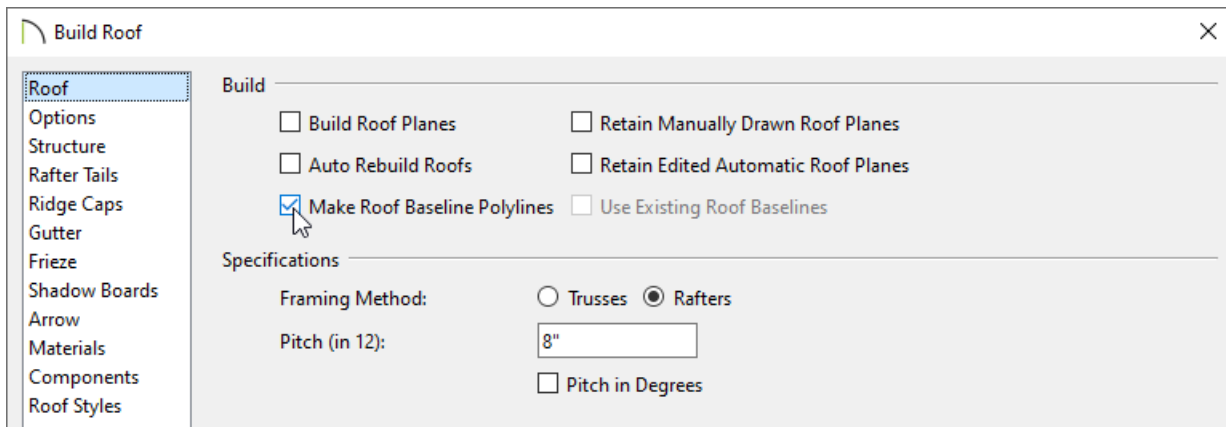 Build Roof
Roof
Options
Structure
Rafter Tails
Ridge Caps
Gutter
Frieze
Shadow Boards
Arrow
Materials
Components
Roof Styles
Build
Build Roof Planes
Retain Manually Drawn Roof Planes
Auto Rebuild Roofs
Retain Edited Automatic Roof Planes
Make Roof Baseline Polylines
Use Existing Roof Baselines
Specifications
Framing Method: Trusses Rafters
Pitch (in 12): 8"
Pitch in Degrees